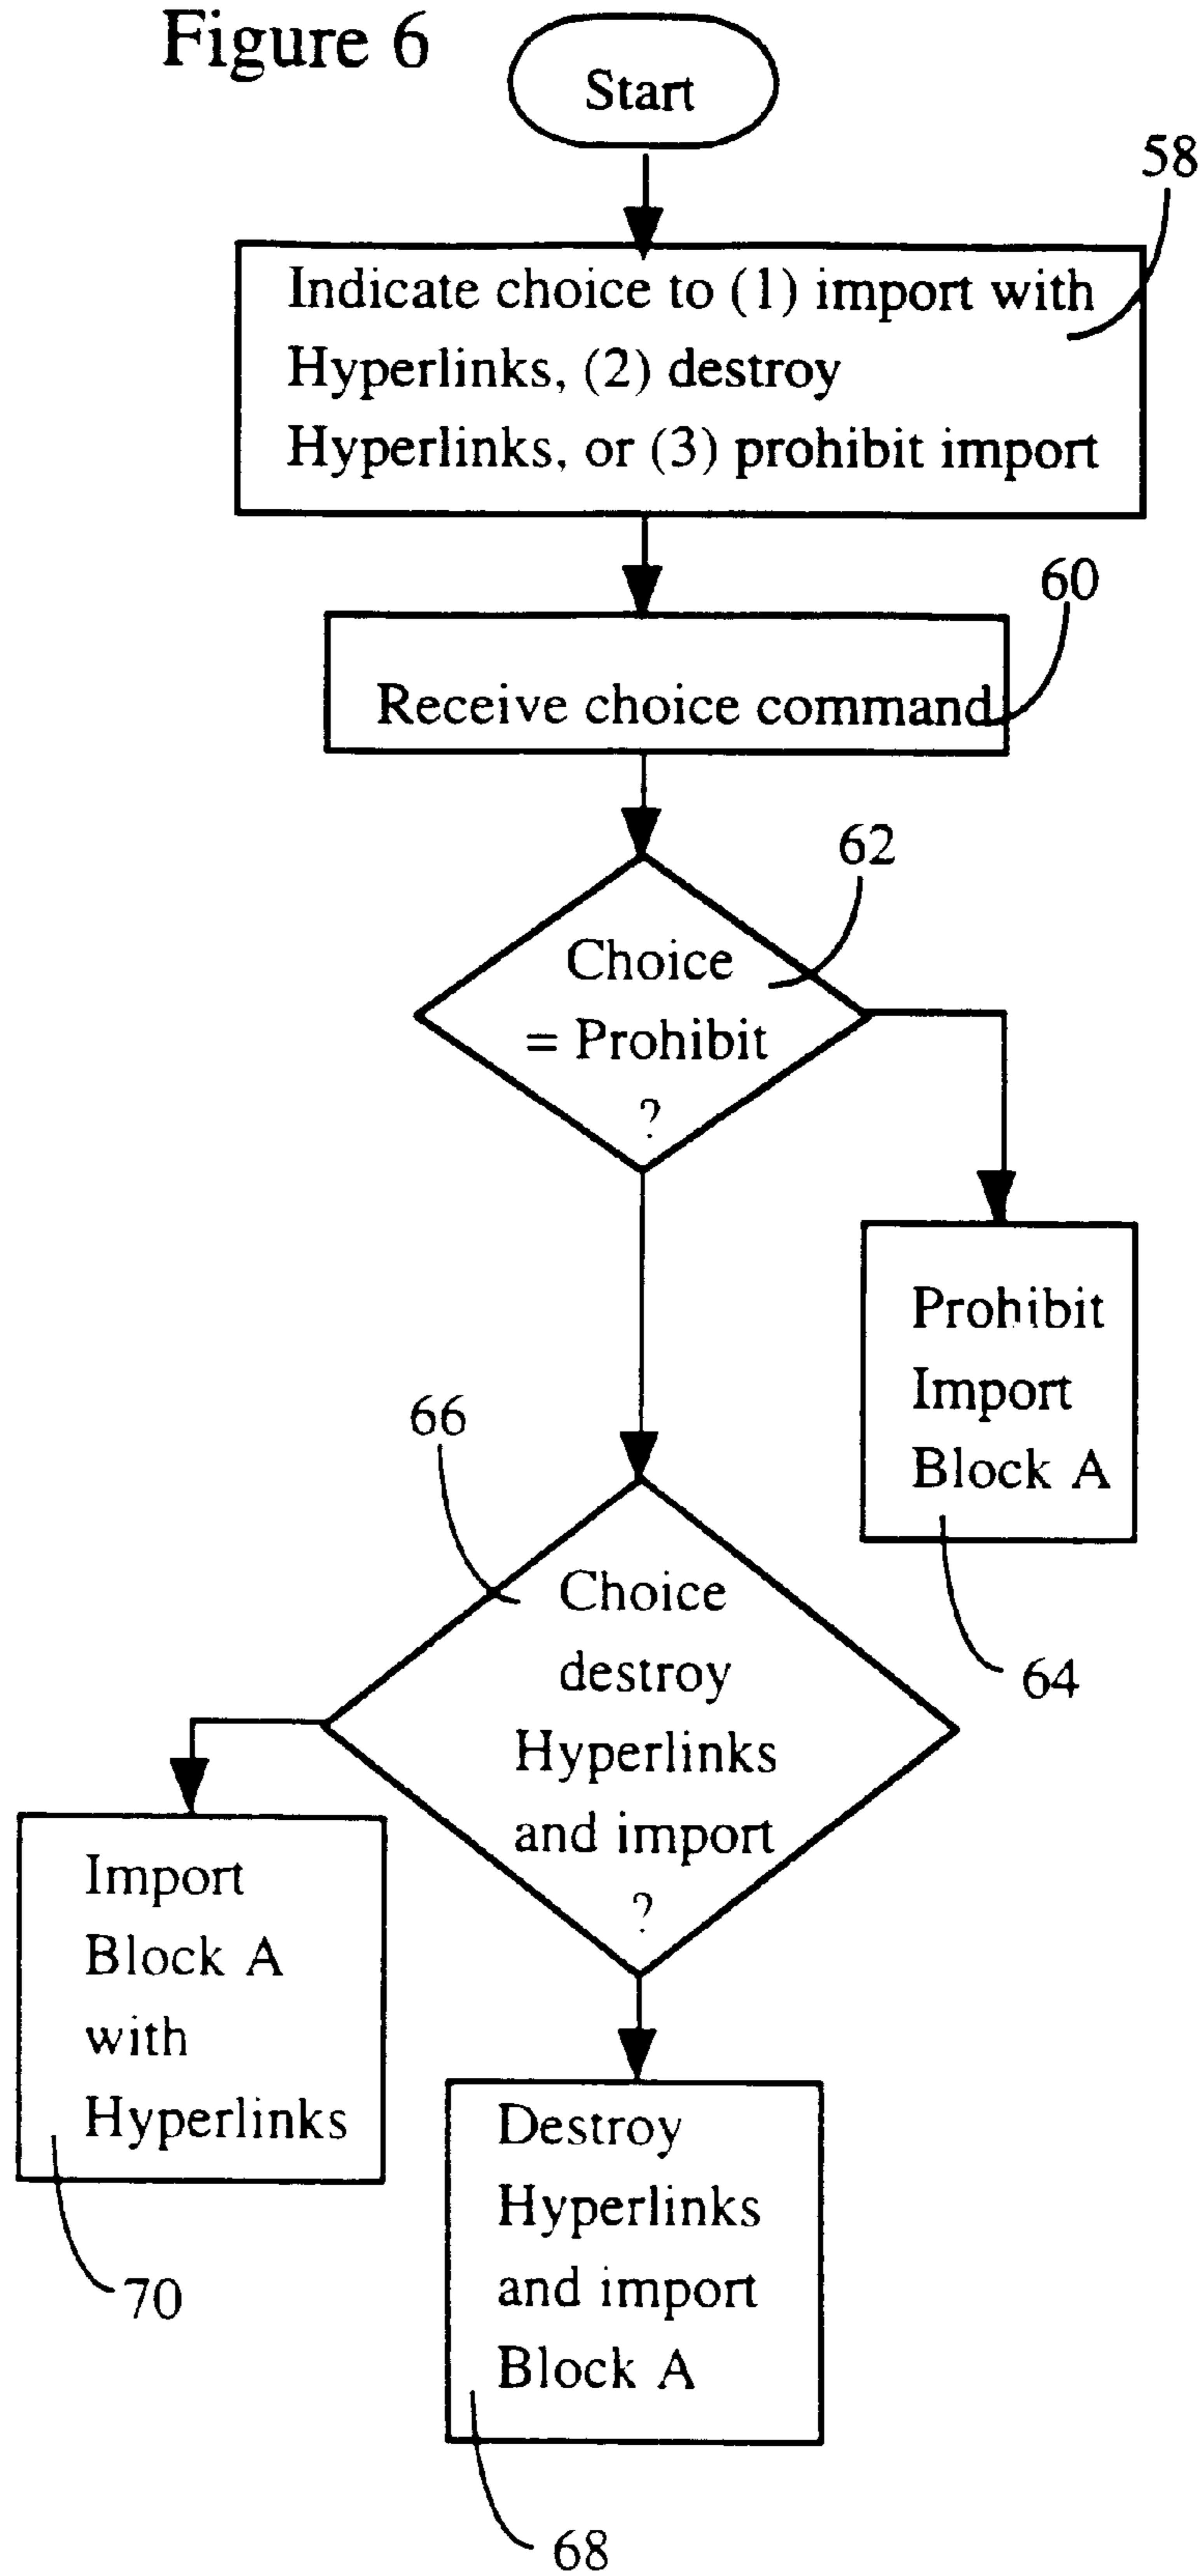 Figure 6
Start
58
Indicate choice to (1) import with
Hyperlinks, (2) destroy
Hyperlinks, or (3) prohibit import
60
Receive choice command
62
Choice
= Prohibit
?
Prohibit
Import
Block A
64
66
Choice
destroy
Hyperlinks
and import
?
Import
Block A
with
Hyperlinks
70
Destroy
Hyperlinks
and import
Block A
68